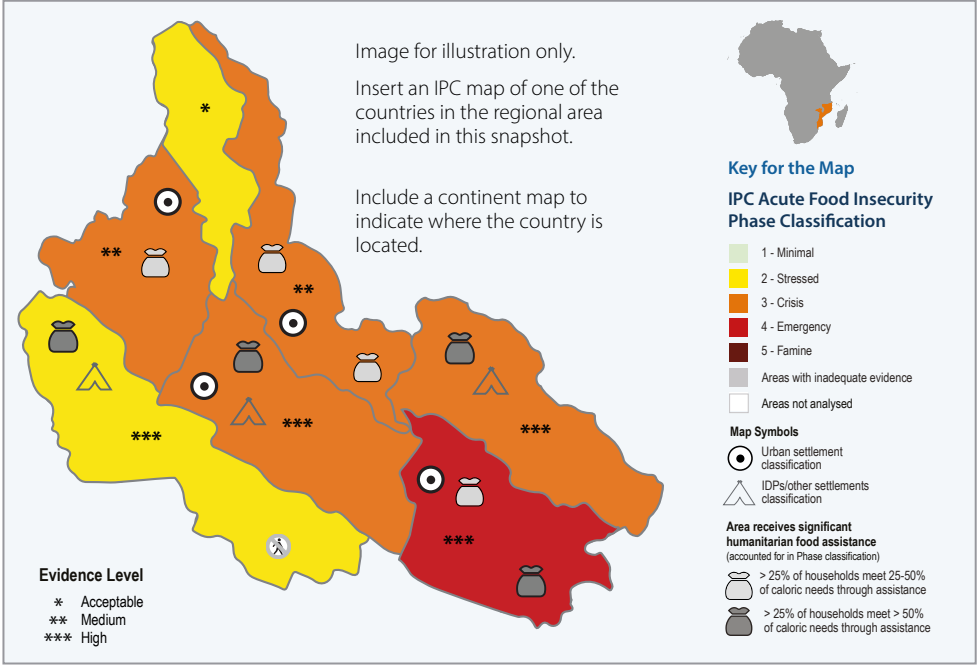 Image for illustration only.
Insert an IPC map of one of the
countries in the regional area
included in this snapshot.
Include a continent map to
indicate where the country is
located.
*
**
**
***
***
***
***
Evidence Level
* Acceptable
** Medium
*** High
Key for the Map
IPC Acute Food Insecurity
Phase Classification
1 - Minimal
2 - Stressed
3 - Crisis
4 - Emergency
5 - Famine
Areas with inadequate evidence
Areas not analysed
Map Symbols
Urban settlement
classification
IDPs/other settlements
classification
Area receives significant
humanitarian food assistance
(accounted for in Phase classification)
> 25% of households meet 25-50%
of caloric needs through assistance
> 25% of households meet > 50%
of caloric needs through assistance